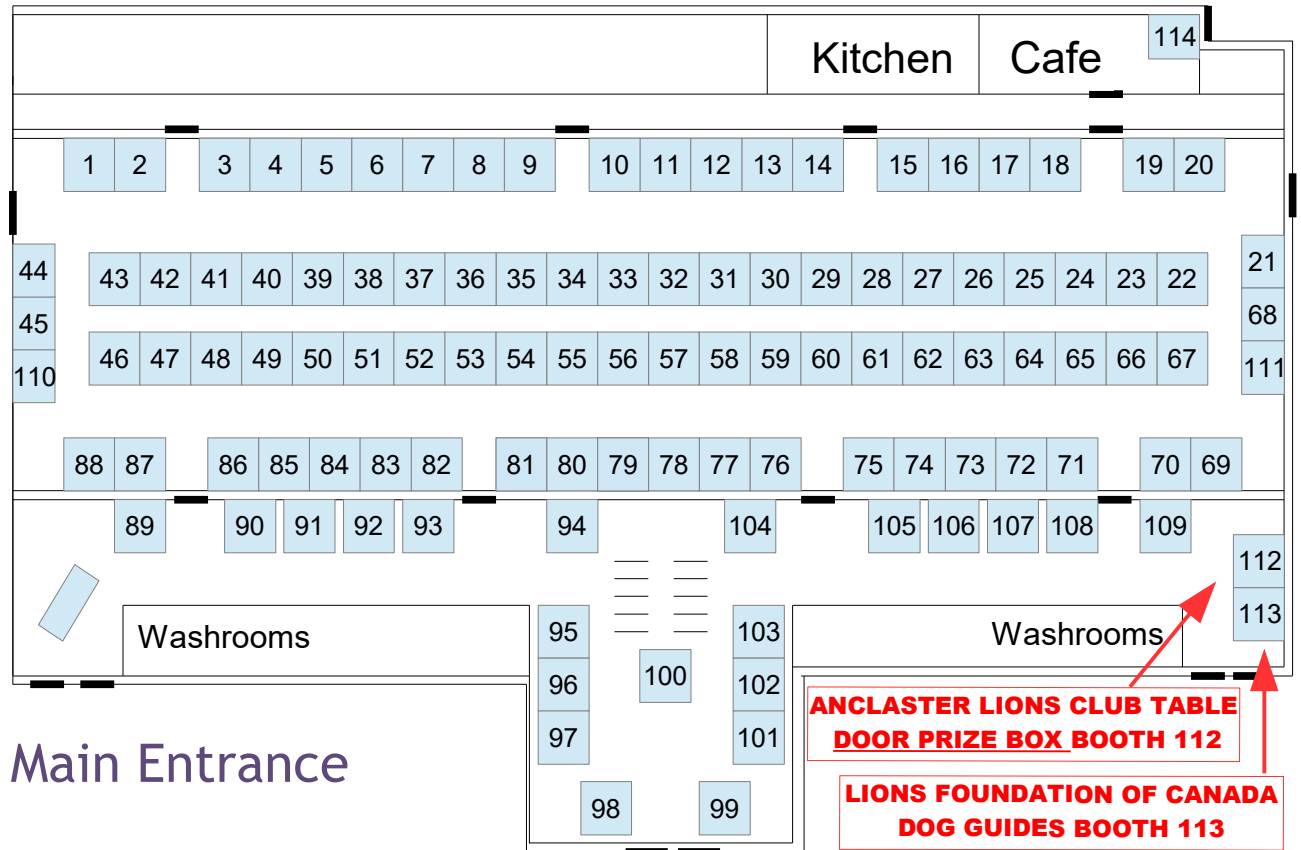 Kitchen Cafe 114
1 2 3 4 5 6 7 8 9 10 11 12 13 14 15 16 17 18 19 20
44 43 42 41 40 39 38 37 36 35 34 33 32 31 30 29 28 27 26 25 24 23 22 21
45 68
46 47 48 49 50 51 52 53 54 55 56 57 58 59 60 61 62 63 64 65 66 67
110 111
88 87 86 85 84 83 82 81 80 79 78 77 76 75 74 73 72 71 70 69
89 90 91 92 93 94 104 105 106 107 108 109
112
113
Washrooms 95 103 Washrooms
96 100 102
97 101
98 99
Main Entrance
ANCLASTER LIONS CLUB TABLE
DOOR PRIZE BOX BOOTH 112
LIONS FOUNDATION OF CANADA
DOG GUIDES BOOTH 113